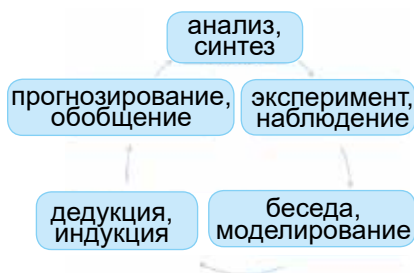 анализ,
синтез
прогнозирование,
обобщение
эксперимент,
наблюдение
дедукция,
индукция
беседа,
моделирование